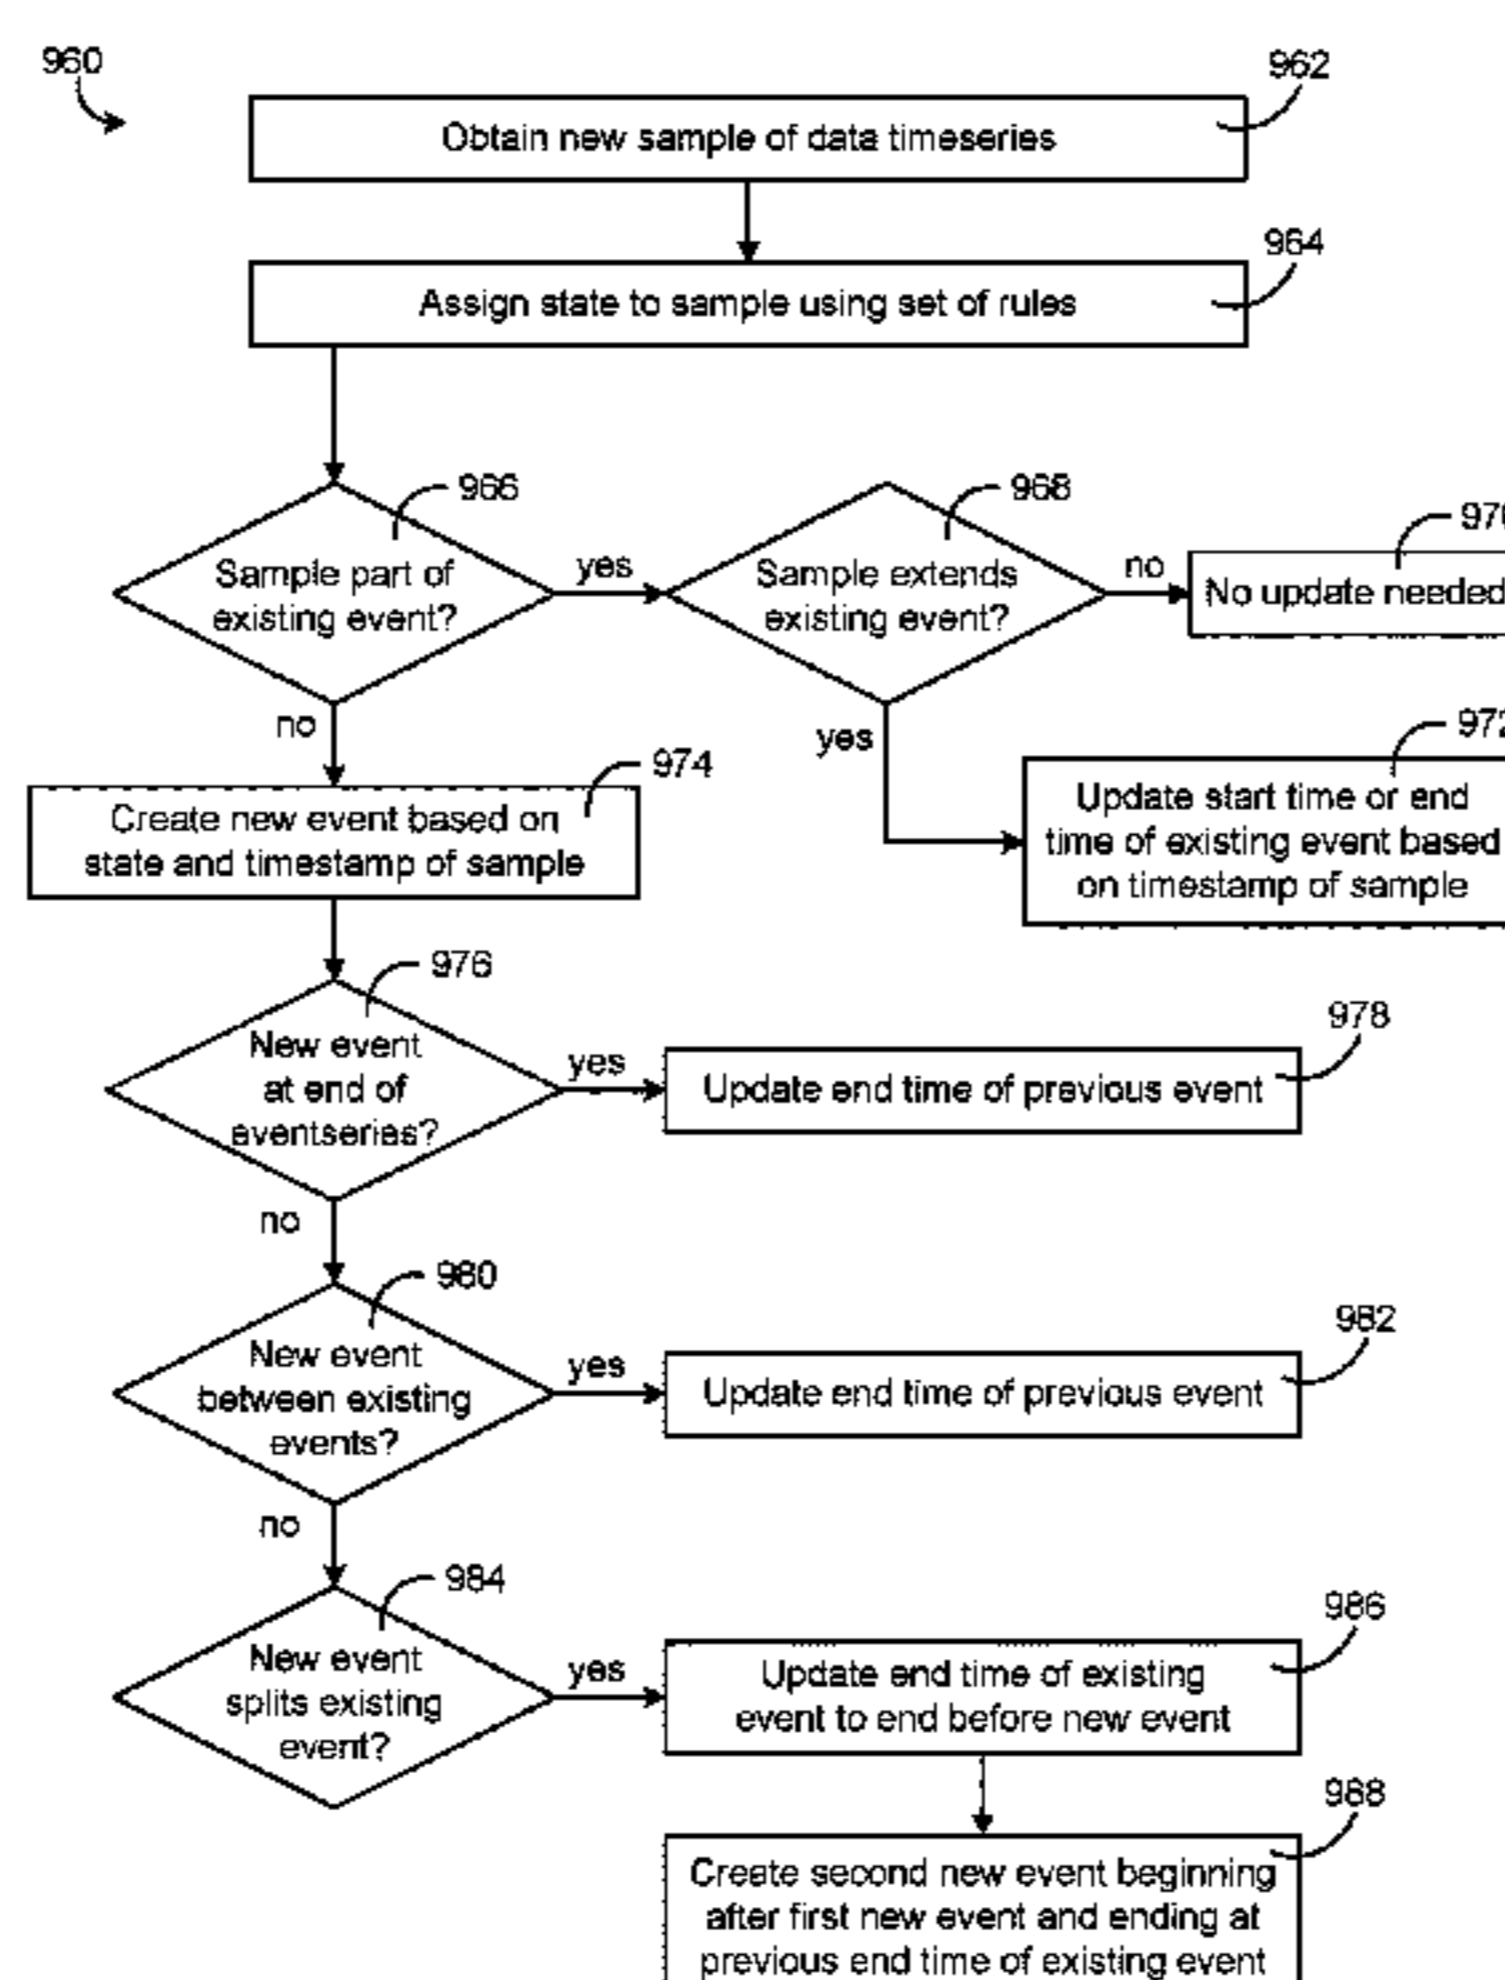 960
962
Obtain new sample of data timeseries
964
Assign state to sample using set of rules
966
968
Sample part of
existing event?
yes
Sample extends
existing event?
no
970
No update needed
no
yes
972
Update start time or end
time of existing event based
on timestamp of sample
974
Create new event based on
state and timestamp of sample
976
New event
at end of
eventseries?
yes
978
Update end time of previous event
no
980
New event
between existing
events?
yes
982
Update end time of previous event
no
984
New event
splits existing
event?
yes
986
Update end time of existing
event to end before new event
988
Create second new event beginning
after first new event and ending at
previous end time of existing event